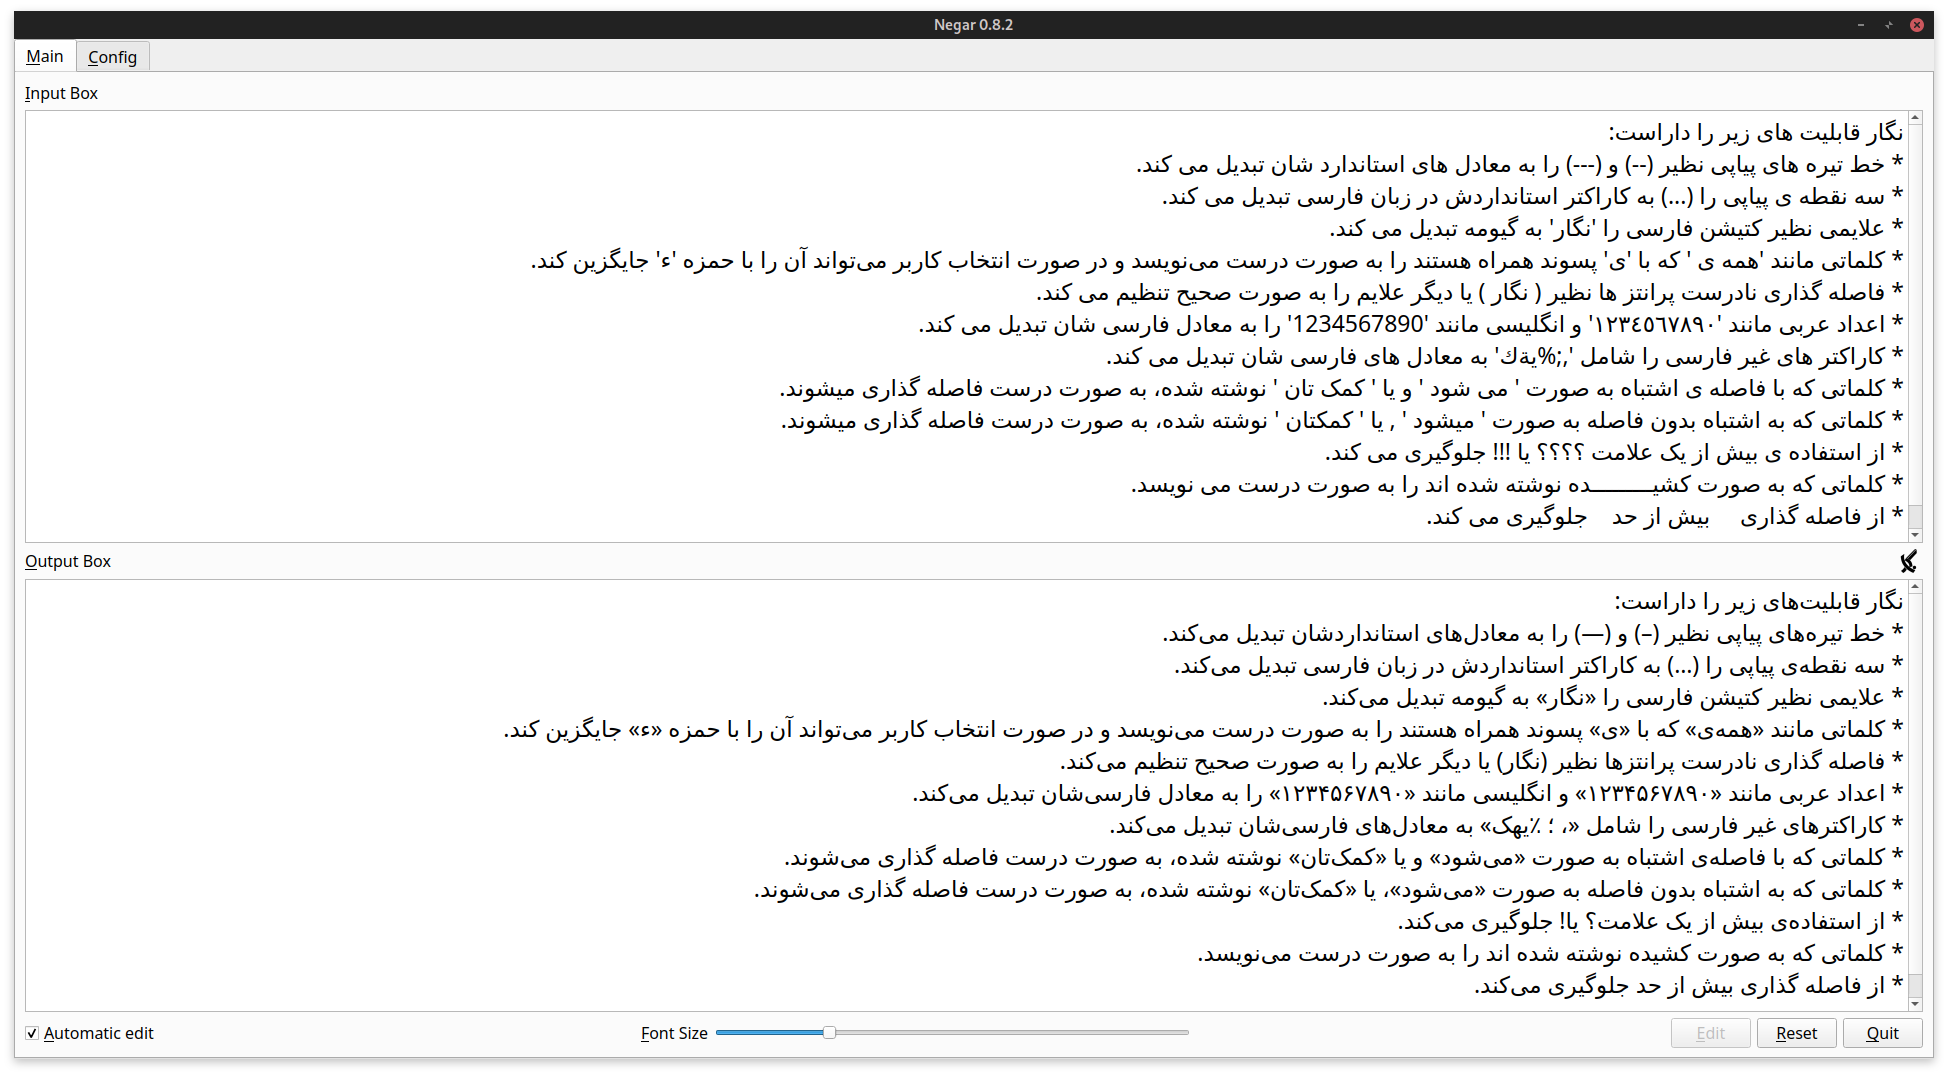 Negar 0.8.2
Main
Config
Input Box
نگار قابلیت های زیر را داراست:
* خط تیره های پیاپی نظیر (--) و (---) را به معادل های استاندارد شان تبدیل می کند.
* سه نقطه ی پیاپی را (...) به کاراکتر استانداردش در زبان فارسی تبدیل می کند.
* علایمی نظیر کتیشن فارسی را 'نگار' به گیومه تبدیل می کند.
* کلماتی مانند 'همه ی ' که با 'ی' پسوند همراه هستند را به صورت درست می‌نویسد و در صورت انتخاب کاربر می‌تواند آن را با حمزه 'ء' جایگزین کند.
* فاصله گذاری نادرست پرانتز ها نظیر ( نگار ) یا دیگر علایم را به صورت صحیح تنظیم می کند.
* اعداد عربی مانند '١٢٣٤٥٦٧٨٩٠' و انگلیسی مانند '1234567890' را به معادل فارسی شان تبدیل می کند.
* کاراکتر های غیر فارسی را شامل ',;%يةك' به معادل های فارسی شان تبدیل می کند.
* کلماتی که با فاصله ی اشتباه به صورت ' می شود ' و یا ' کمک تان ' نوشته شده، به صورت درست فاصله گذاری میشوند.
* کلماتی که به اشتباه بدون فاصله به صورت ' میشود ' , یا ' کمکتان ' نوشته شده، به صورت درست فاصله گذاری میشوند.
* از استفاده ی بیش از یک علامت ؟؟؟؟ یا !!! جلوگیری می کند.
* کلماتی که به صورت کشیـــــــــده نوشته شده اند را به صورت درست می نویسد.
* از فاصله گذاری     بیش از حد    جلوگیری می کند.
Output Box
نگار قابلیت‌های زیر را داراست:
* خط تیره‌های پیاپی نظیر (–) و (—) را به معادل‌های استانداردشان تبدیل می‌کند.
* سه نقطه‌ی پیاپی را (…) به کاراکتر استانداردش در زبان فارسی تبدیل می‌کند.
* علایمی نظیر کتیشن فارسی را «نگار» به گیومه تبدیل می‌کند.
* کلماتی مانند «همه‌ی» که با «ی» پسوند همراه هستند را به صورت درست می‌نویسد و در صورت انتخاب کاربر می‌تواند آن را با حمزه «ء» جایگزین کند.
* فاصله گذاری نادرست پرانتزها نظیر (نگار) یا دیگر علایم را به صورت صحیح تنظیم می‌کند.
* اعداد عربی مانند «۱۲۳۴۵۶۷۸۹۰» و انگلیسی مانند «۱۲۳۴۵۶۷۸۹۰» را به معادل فارسی‌شان تبدیل می‌کند.
* کاراکترهای غیر فارسی را شامل «، ؛ ٪یهک» به معادل‌های فارسی‌شان تبدیل می‌کند.
* کلماتی که با فاصله‌ی اشتباه به صورت «می‌شود» و یا «کمک‌تان» نوشته شده، به صورت درست فاصله گذاری می‌شوند.
* کلماتی که به اشتباه بدون فاصله به صورت «می‌شود»، یا «کمک‌تان» نوشته شده، به صورت درست فاصله گذاری می‌شوند.
* از استفاده‌ی بیش از یک علامت؟ یا! جلوگیری می‌کند.
* کلماتی که به صورت کشیده نوشته شده اند را به صورت درست می‌نویسد.
* از فاصله گذاری بیش از حد جلوگیری می‌کند.
Automatic edit
Font Size
Edit
Reset
Quit